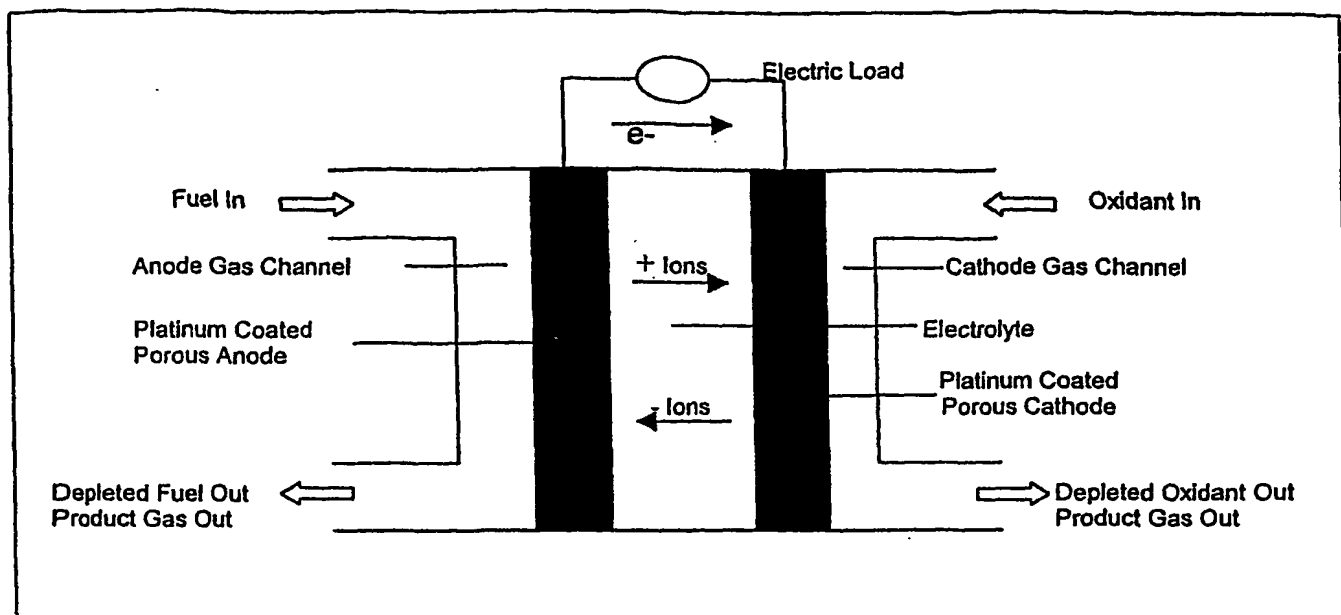 Electric Load
e-
Fuel In
Oxidant In
Anode Gas Channel
+ Ions
Cathode Gas Channel
Platinum Coated
Porous Anode
Electrolyte
Platinum Coated
Porous Cathode
- Ions
Depleted Fuel Out
Product Gas Out
Depleted Oxidant Out
Product Gas Out